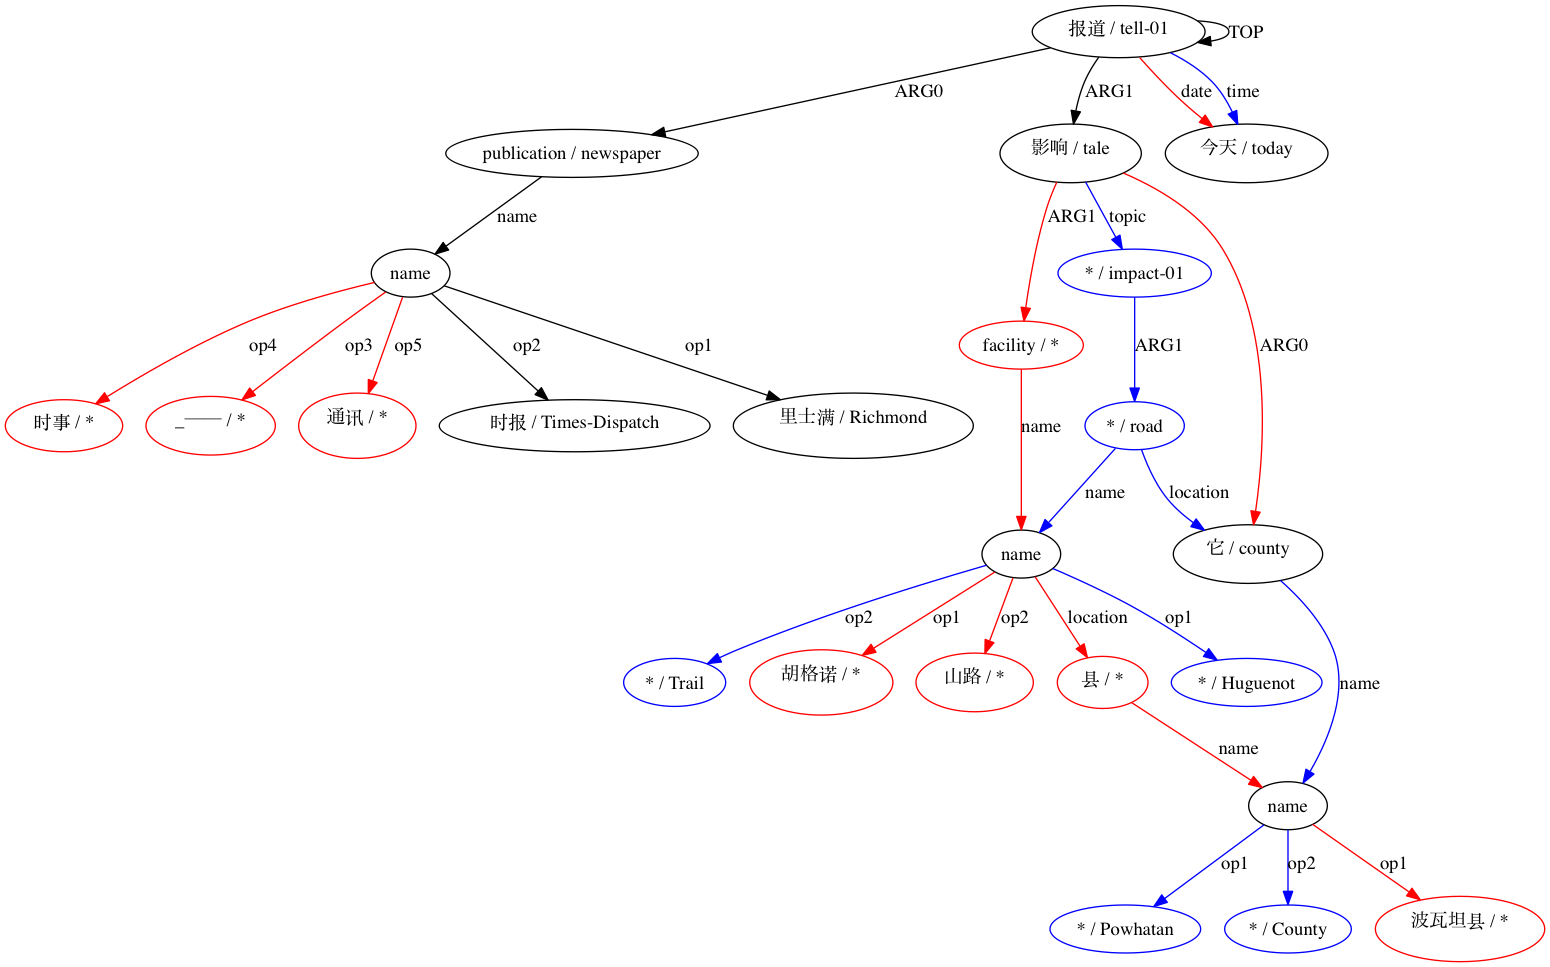 报道 / tell-01
TOP
ARG0
ARG1
date
time
publication / newspaper
影响 / tale
今天 / today
name
ARG1
topic
name
* / impact-01
op4
op3
op5
op2
op1
facility / *
ARG1
ARG0
时事 / *
_—— / *
通讯 / *
时报 / Times-Dispatch
里士满 / Richmond
name
* / road
name
location
name
它 / county
op2
op1
op2
location
op1
* / Trail
胡格诺 / *
山路 / *
县 / *
* / Huguenot
name
name
name
op1
op2
op1
* / Powhatan
* / County
波瓦坦县 / *